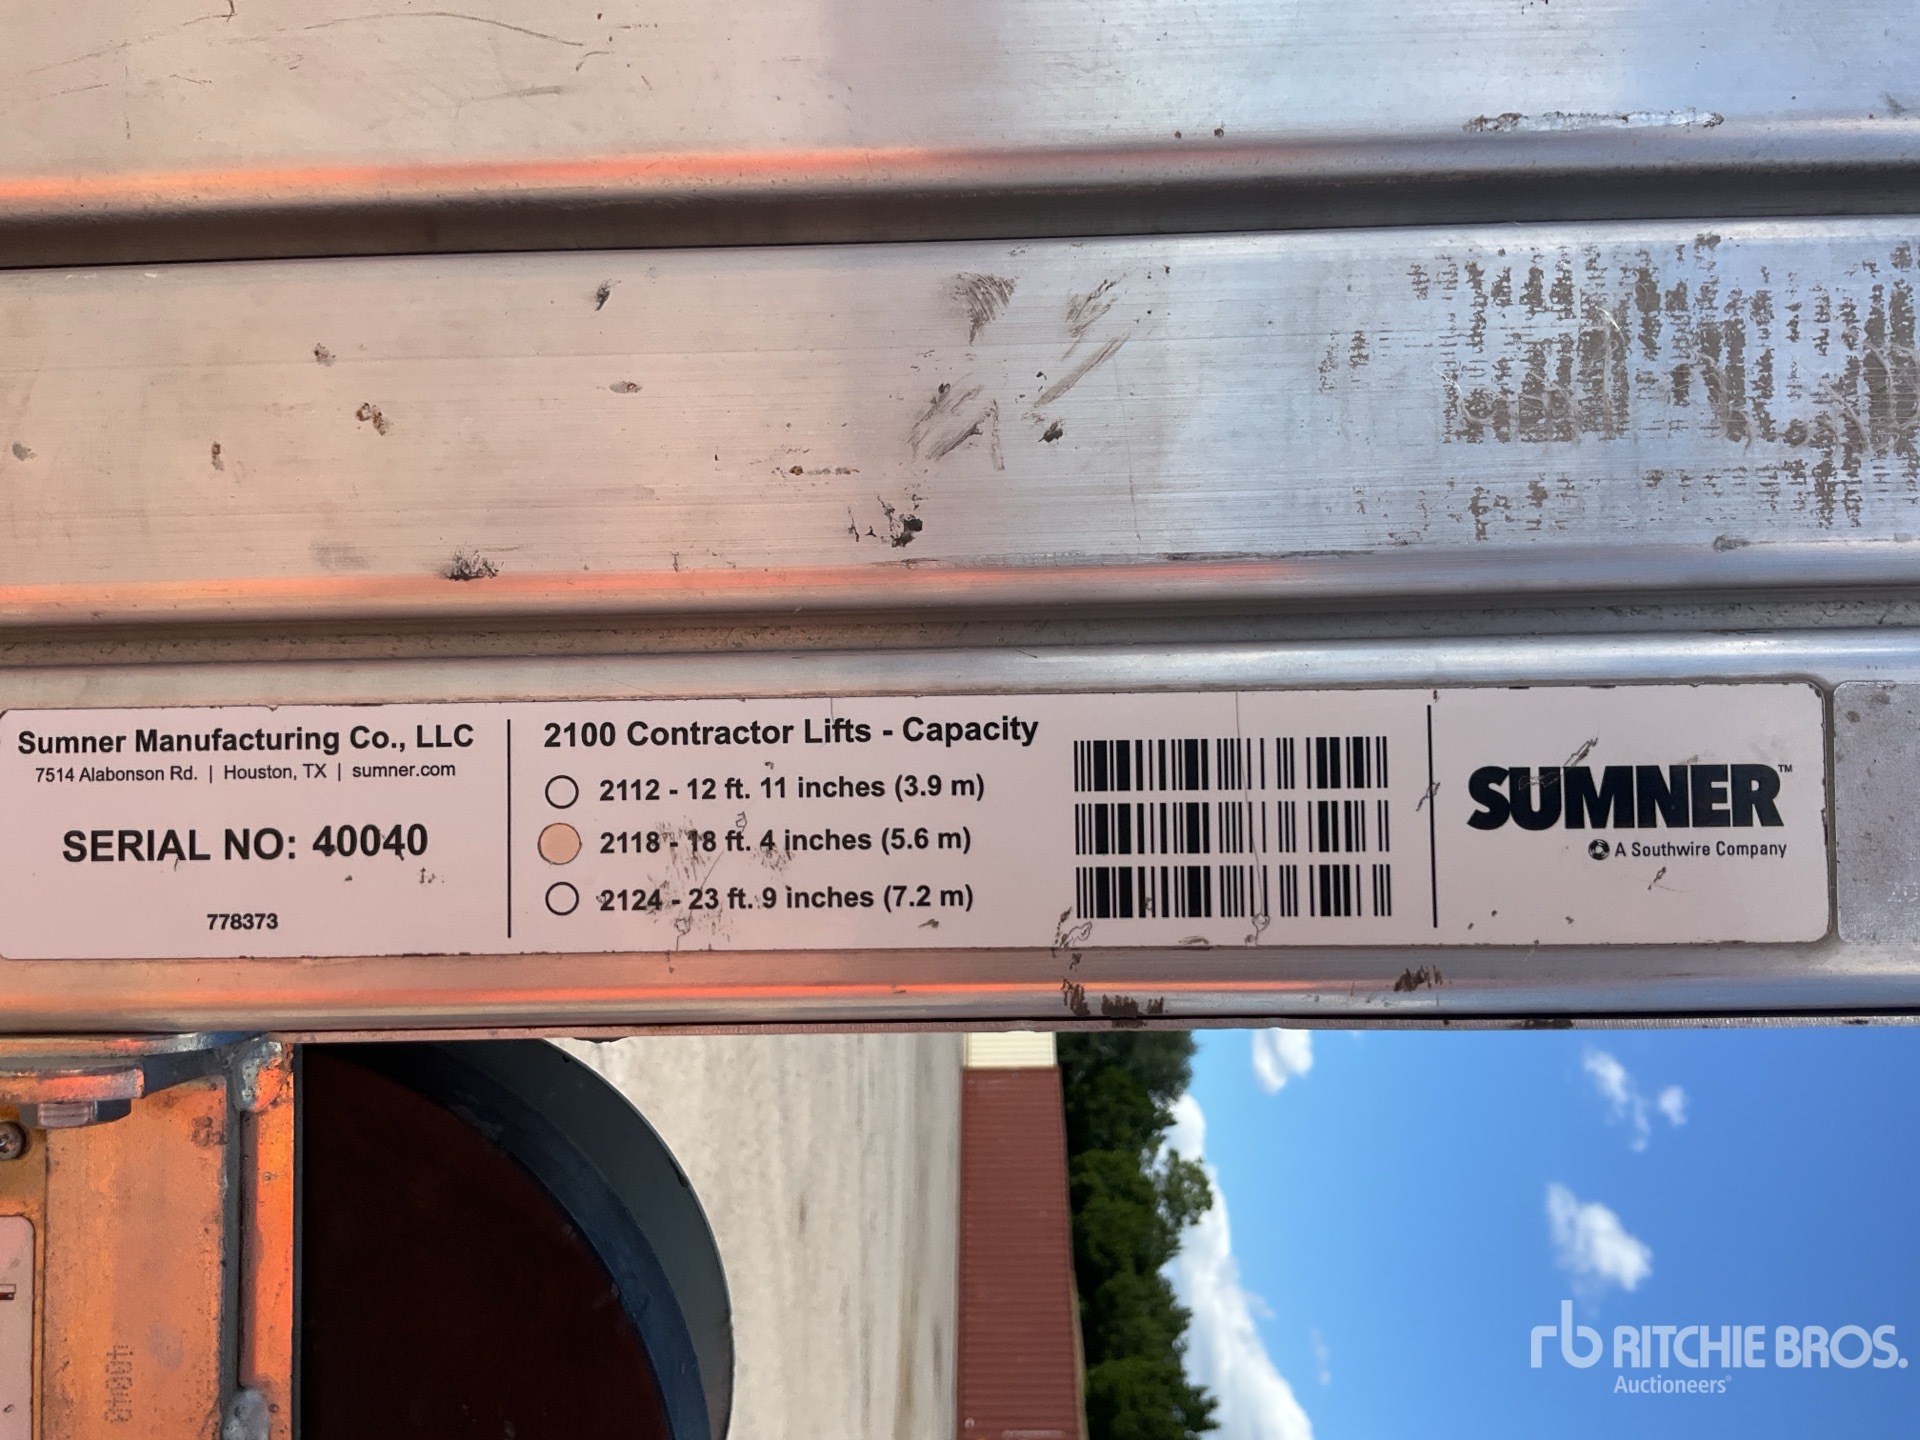 Sumner Manufacturing Co., LLC
7514 Alabonson Rd. | Houston, TX | sumner.com
SERIAL NO: 40040
778373
2100 Contractor Lifts - Capacity
2112 - 12 ft. 11 inches (3.9 m)
2118 - 18 ft. 4 inches (5.6 m)
2124 - 23 ft. 9 inches (7.2 m)
SUMNER™
A Southwire Company
rb RITCHIE BROS.
Auctioneers®